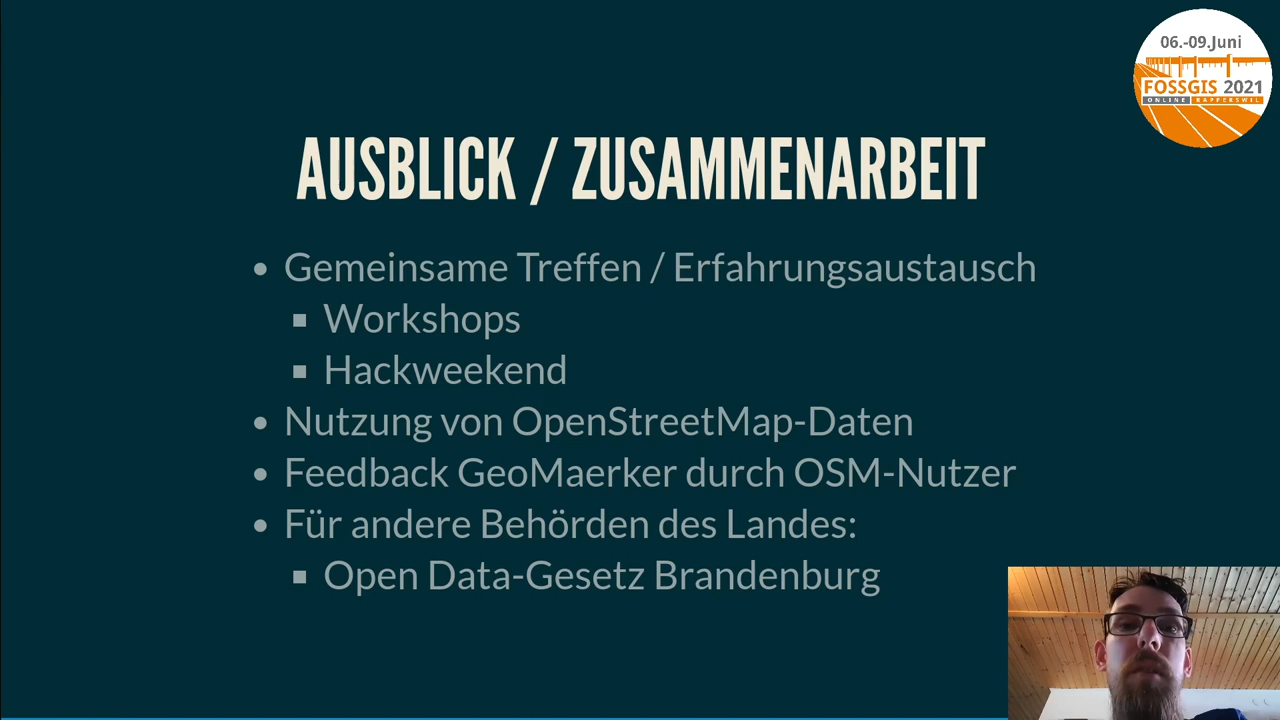 06.-09.Juni
FOSSGIS 2021
ONLINE RAPPERSWIL
AUSBLICK / ZUSAMMENARBEIT
Gemeinsame Treffen / Erfahrungsaustausch
Workshops
Hackweekend
Nutzung von OpenStreetMap-Daten
Feedback GeoMaerker durch OSM-Nutzer
Für andere Behörden des Landes:
Open Data-Gesetz Brandenburg